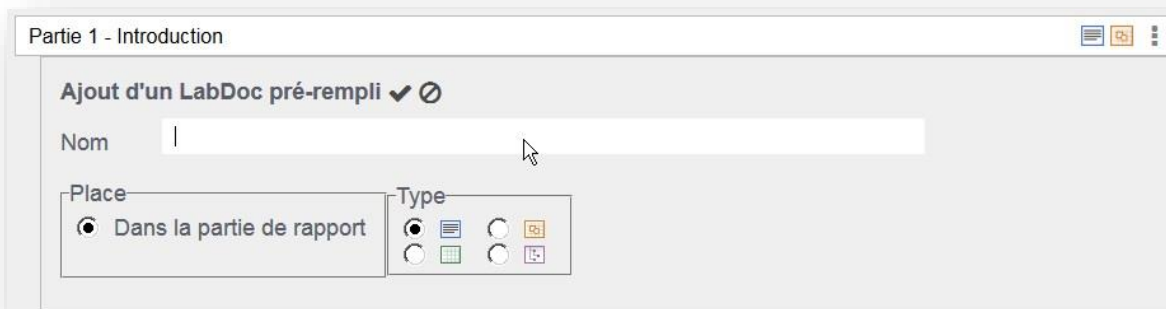 Partie 1 - Introduction
Ajout d'un LabDoc pré-rempli
Nom
Place
Dans la partie de rapport
Type